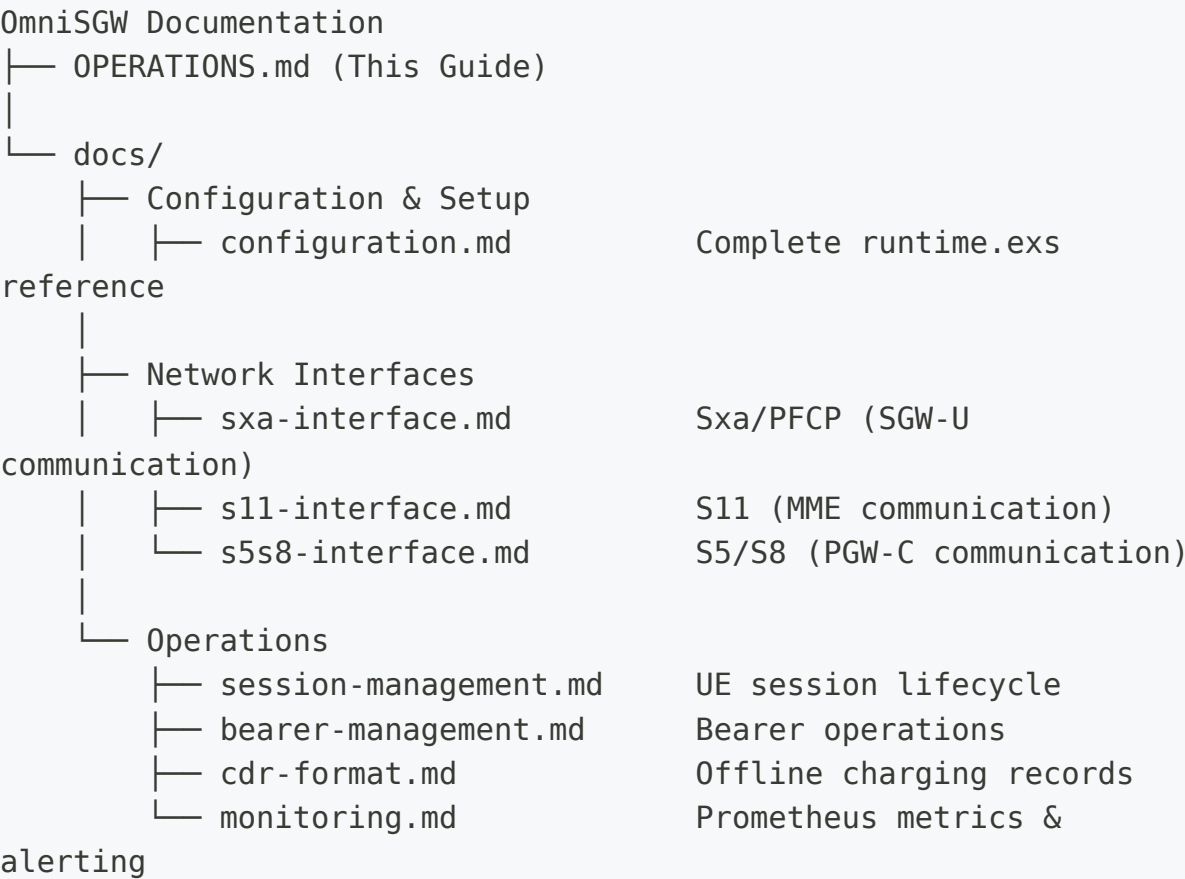 OmniSGW Documentation
├── OPERATIONS.md (This Guide)
│
└── docs/
    ├── Configuration & Setup
    │   ├── configuration.md          Complete runtime.exs
reference
    │
    ├── Network Interfaces
    │   ├── sxa-interface.md          Sxa/PFCP (SGW-U
communication)
    │   ├── s11-interface.md          S11 (MME communication)
    │   └── s5s8-interface.md         S5/S8 (PGW-C communication)
    │
    └── Operations
        ├── session-management.md     UE session lifecycle
        ├── bearer-management.md      Bearer operations
        ├── cdr-format.md             Offline charging records
        └── monitoring.md             Prometheus metrics &
alerting